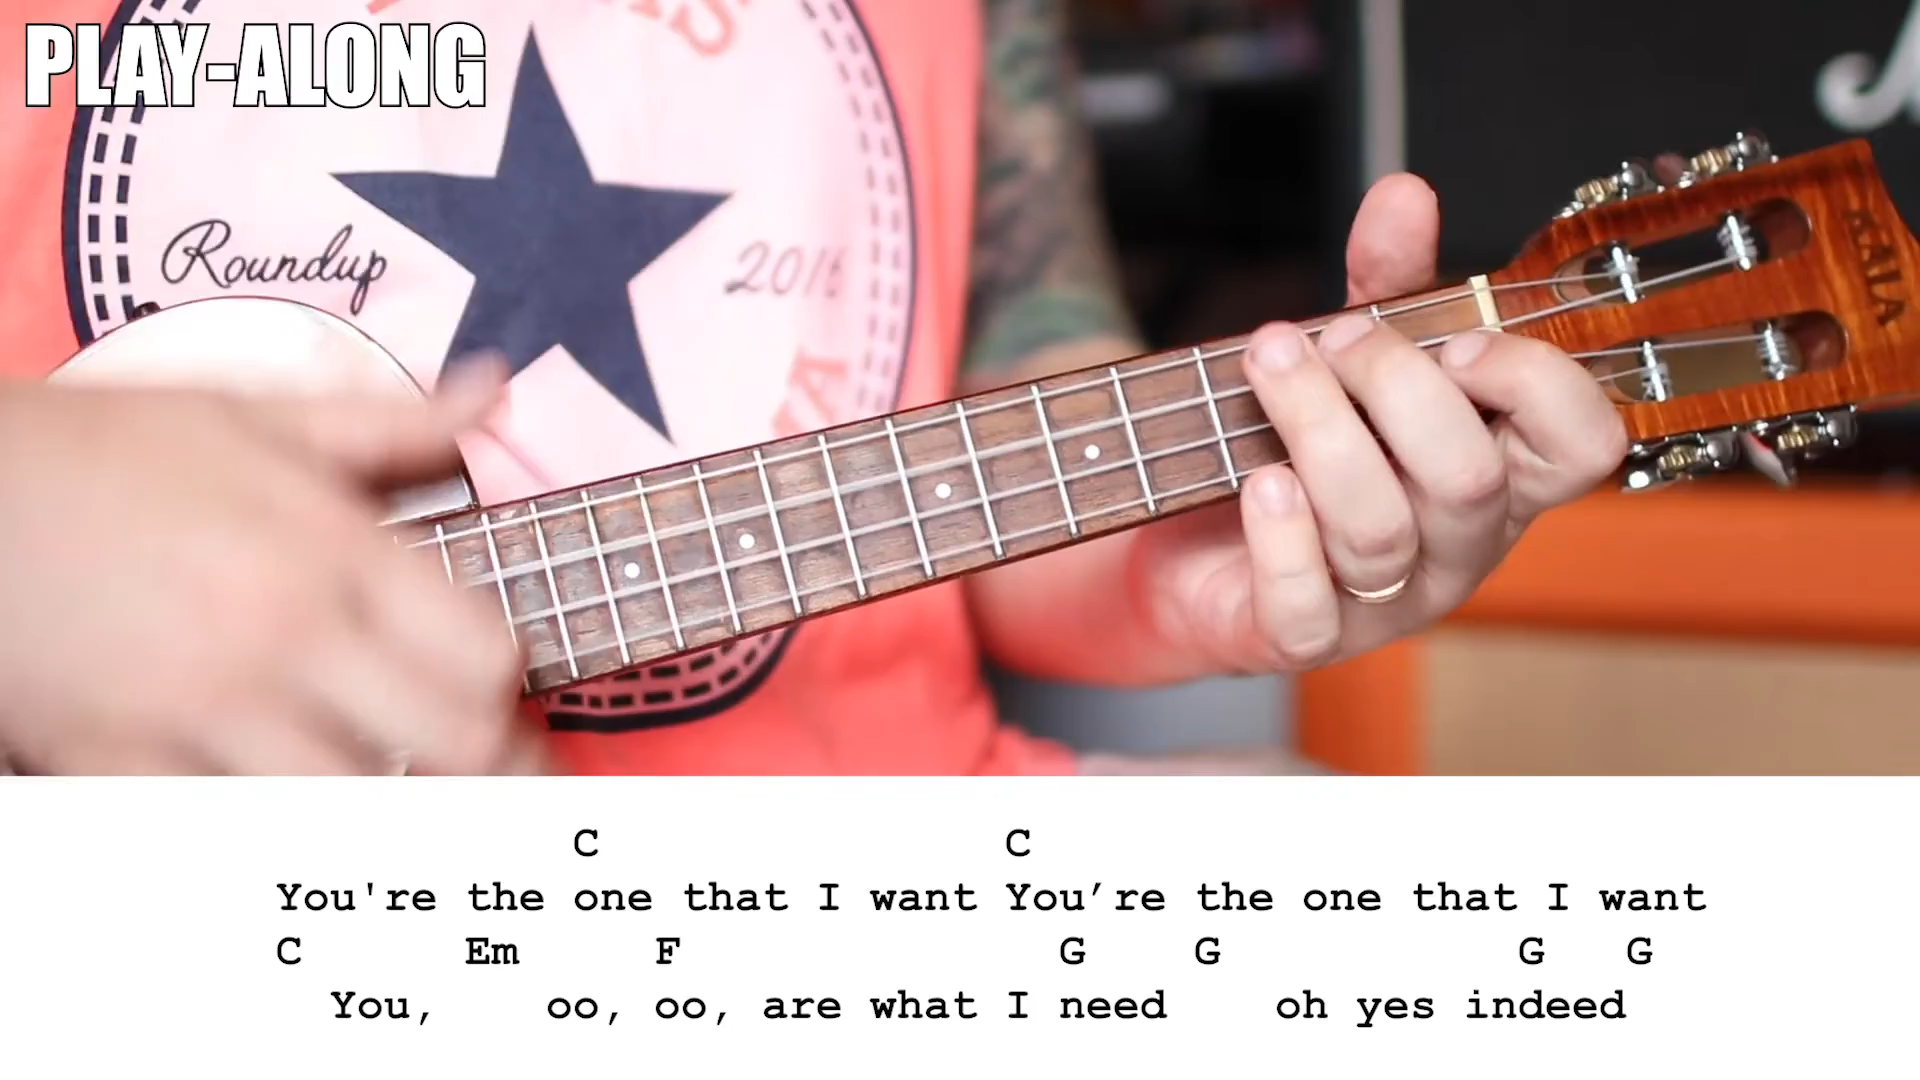 PLAY-ALONG
Roundup
2016
KALA
C C
You're the one that I want You’re the one that I want
C Em F G G G G
You, oo, oo, are what I need oh yes indeed